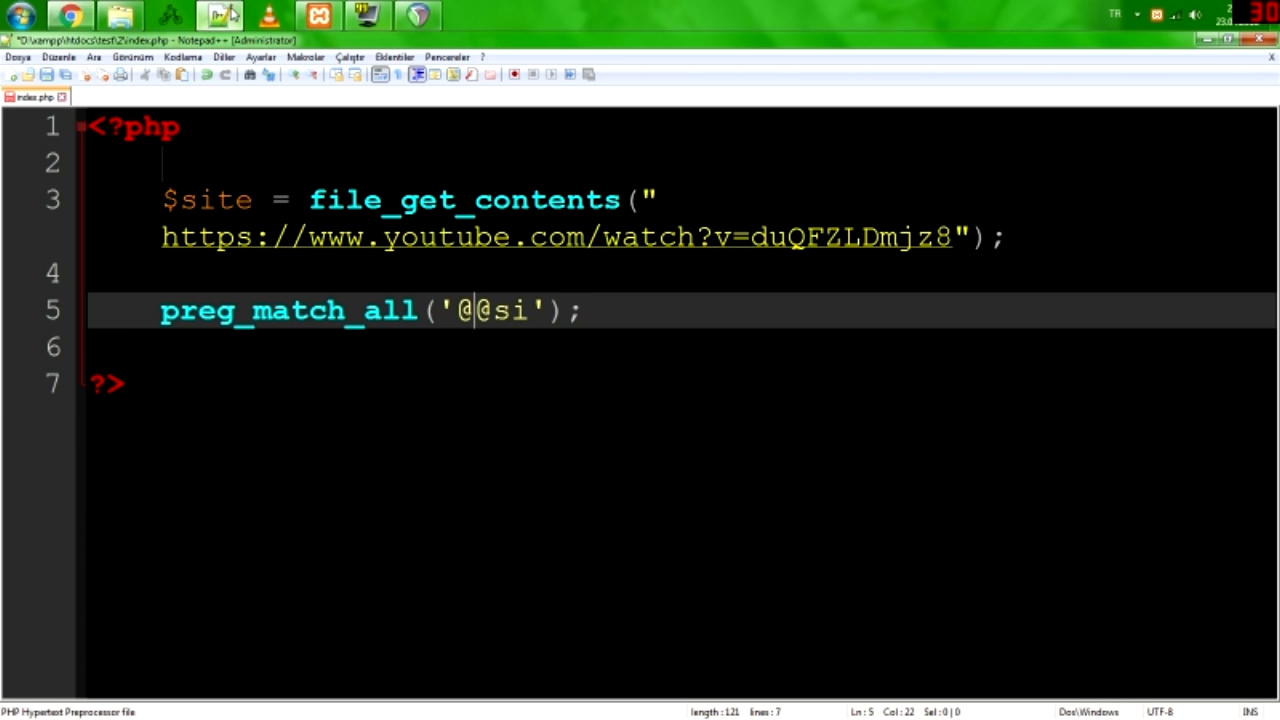 TR
30
*D:\xampp\htdocs\test\2\index.php - Notepad++ [Administrator]
Dosya Düzenle Ara Görünüm Kodlama Diller Ayarlar Makrolar Çalıştır Eklentiler Pencereler ? X
index.php
1 <?php
2
3 $site = file_get_contents("
https://www.youtube.com/watch?v=duQFZLDmjz8");
4
5 preg_match_all('@@si');
6
7 ?>
PHP Hypertext Preprocessor file length : 121 lines : 7 Ln : 5 Col : 22 Sel : 0 | 0 Dos\Windows UTF-8 INS